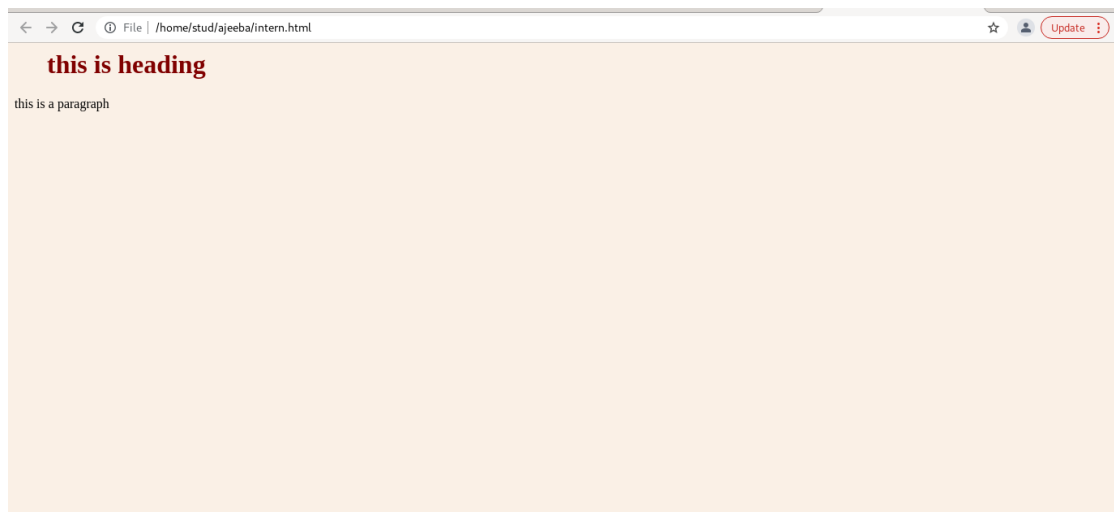 File | /home/stud/ajeeba/intern.html Update
this is heading
this is a paragraph